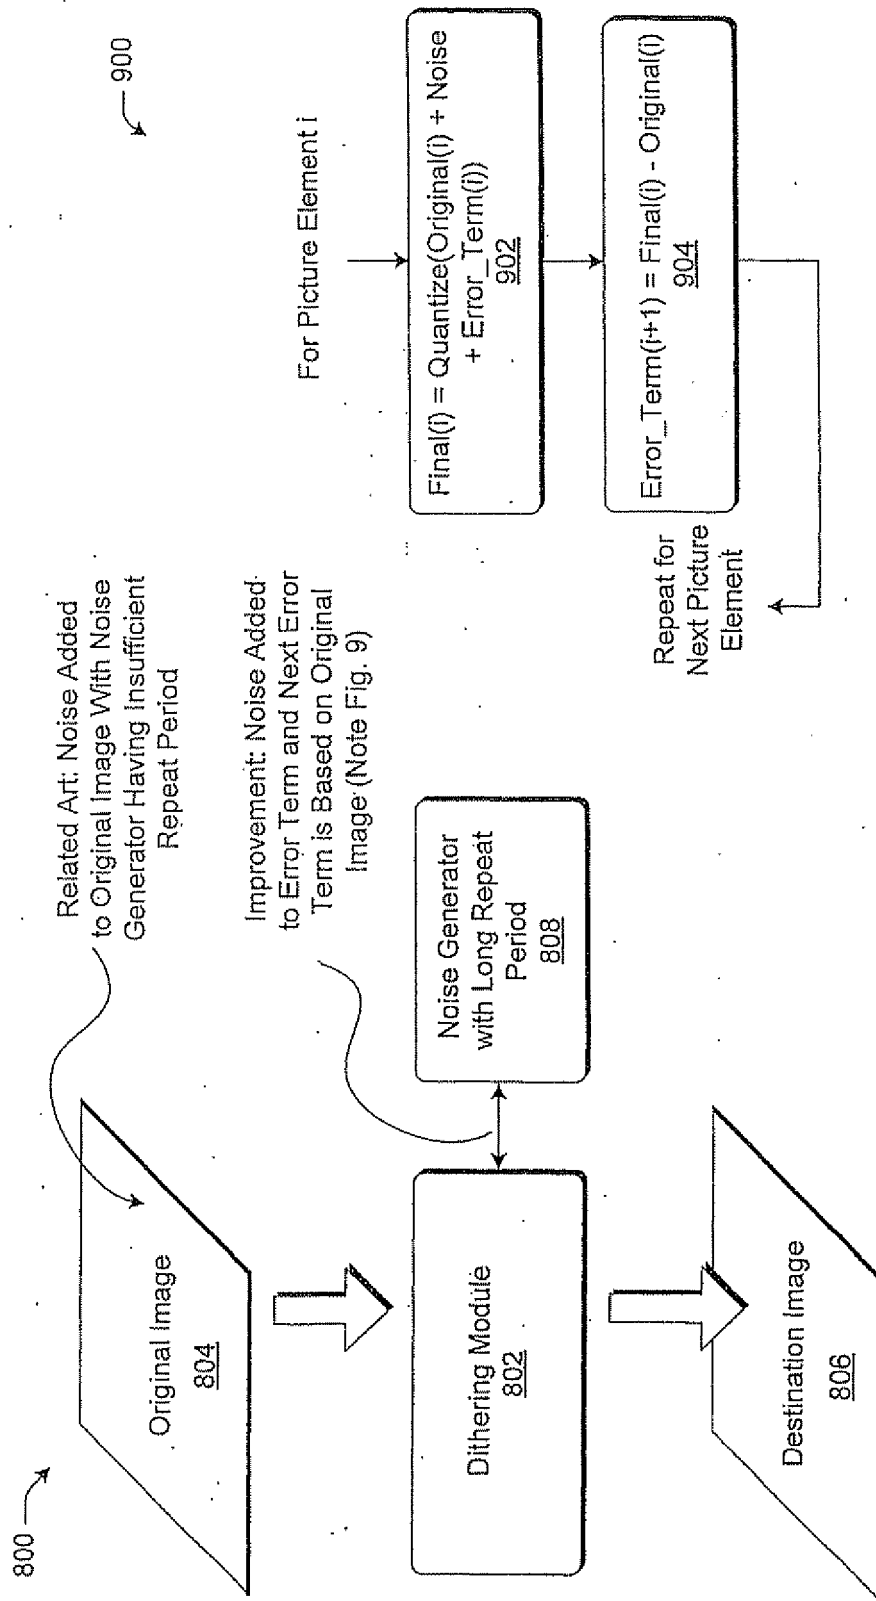 800
Original Image
804
Related Art: Noise Added
to Original Image With Noise
Generator Having Insufficient
Repeat Period
Improvement: Noise Added
to Error Term and Next Error
Term is Based on Original
Image (Note Fig. 9)
Dithering Module
802
Noise Generator
with Long Repeat
Period
808
Destination Image
806
900
For Picture Element i
Final(i) = Quantize(Original(i) + Noise
+ Error_Term(i))
902
Error_Term(i+1) = Final(i) - Original(i)
904
Repeat for
Next Picture
Element